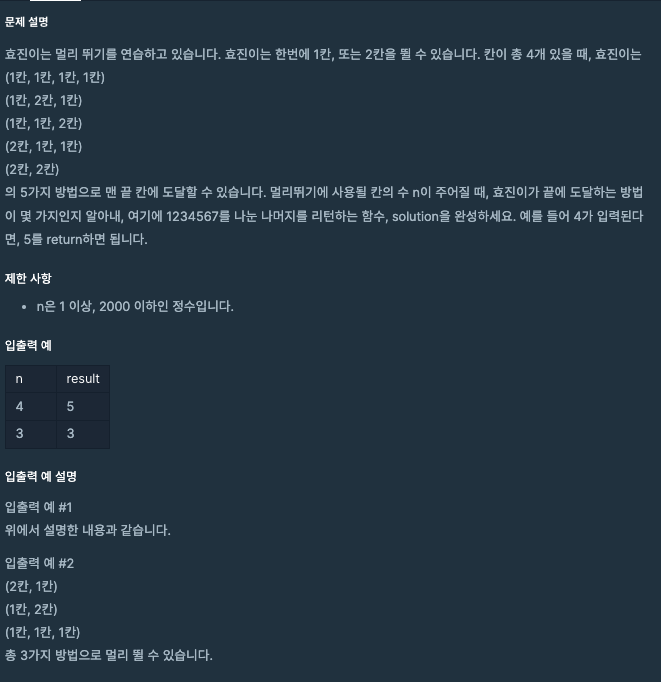 문제 설명
효진이는 멀리 뛰기를 연습하고 있습니다. 효진이는 한번에 1칸, 또는 2칸을 뛸 수 있습니다. 칸이 총 4개 있을 때, 효진이는
(1칸, 1칸, 1칸, 1칸)
(1칸, 2칸, 1칸)
(1칸, 1칸, 2칸)
(2칸, 1칸, 1칸)
(2칸, 2칸)
의 5가지 방법으로 맨 끝 칸에 도달할 수 있습니다. 멀리뛰기에 사용될 칸의 수 n이 주어질 때, 효진이가 끝에 도달하는 방법
이 몇 가지인지 알아내, 여기에 1234567를 나눈 나머지를 리턴하는 함수, solution을 완성하세요. 예를 들어 4가 입력된다
면, 5를 return하면 됩니다.
제한 사항
• n은 1 이상, 2000 이하인 정수입니다.
입출력 예
n result
4 5
3 3
입출력 예 설명
입출력 예 #1
위에서 설명한 내용과 같습니다.
입출력 예 #2
(2칸, 1칸)
(1칸, 2칸)
(1칸, 1칸, 1칸)
총 3가지 방법으로 멀리 뛸 수 있습니다.